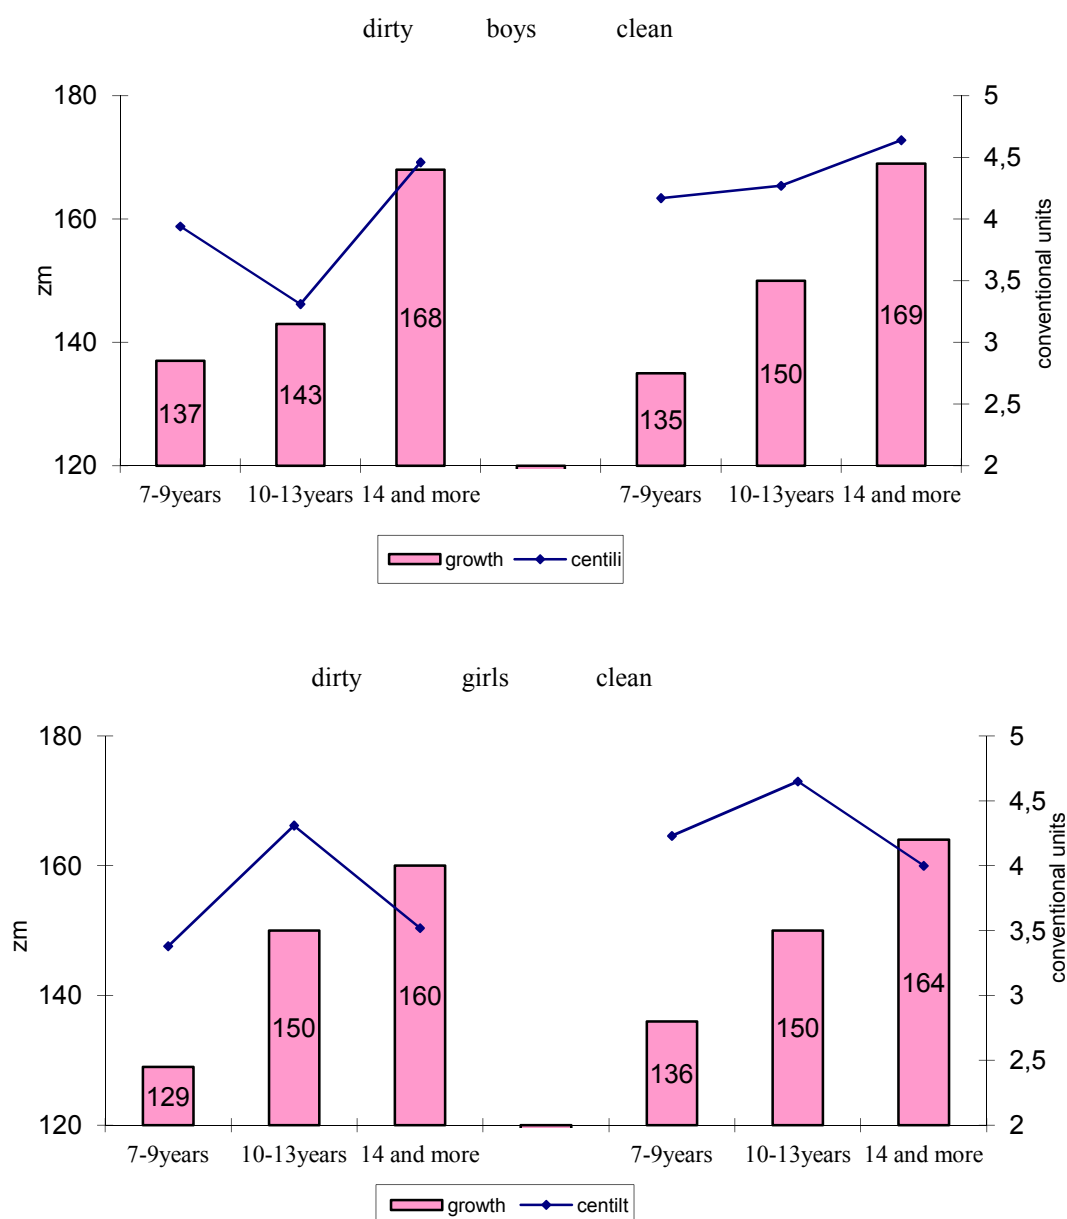 dirty boys clean
180 5
4,5
160 4
3,5
140 3
2,5
120 2
zm
conventional units
137 143 168 135 150 169
7-9years 10-13years 14 and more 7-9years 10-13years 14 and more
growth centili
dirty girls clean
180 5
4,5
160 4
3,5
140 3
2,5
120 2
zm
conventional units
129 150 160 136 150 164
7-9years 10-13years 14 and more 7-9years 10-13years 14 and more
growth centilt